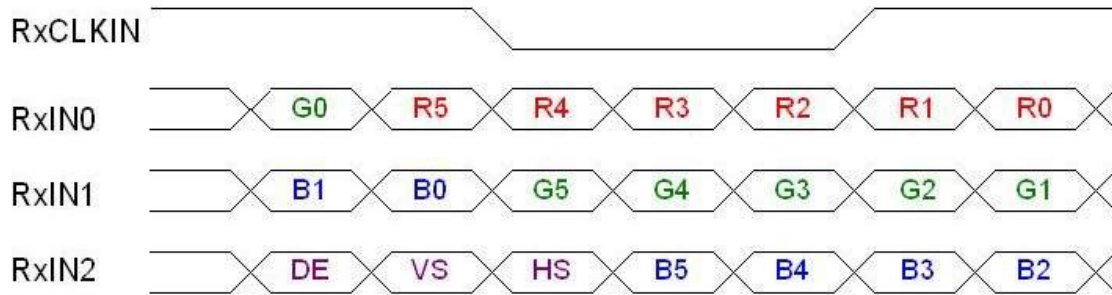 RxCLKIN
RxIN0 G0 R5 R4 R3 R2 R1 R0
RxIN1 B1 B0 G5 G4 G3 G2 G1
RxIN2 DE VS HS B5 B4 B3 B2